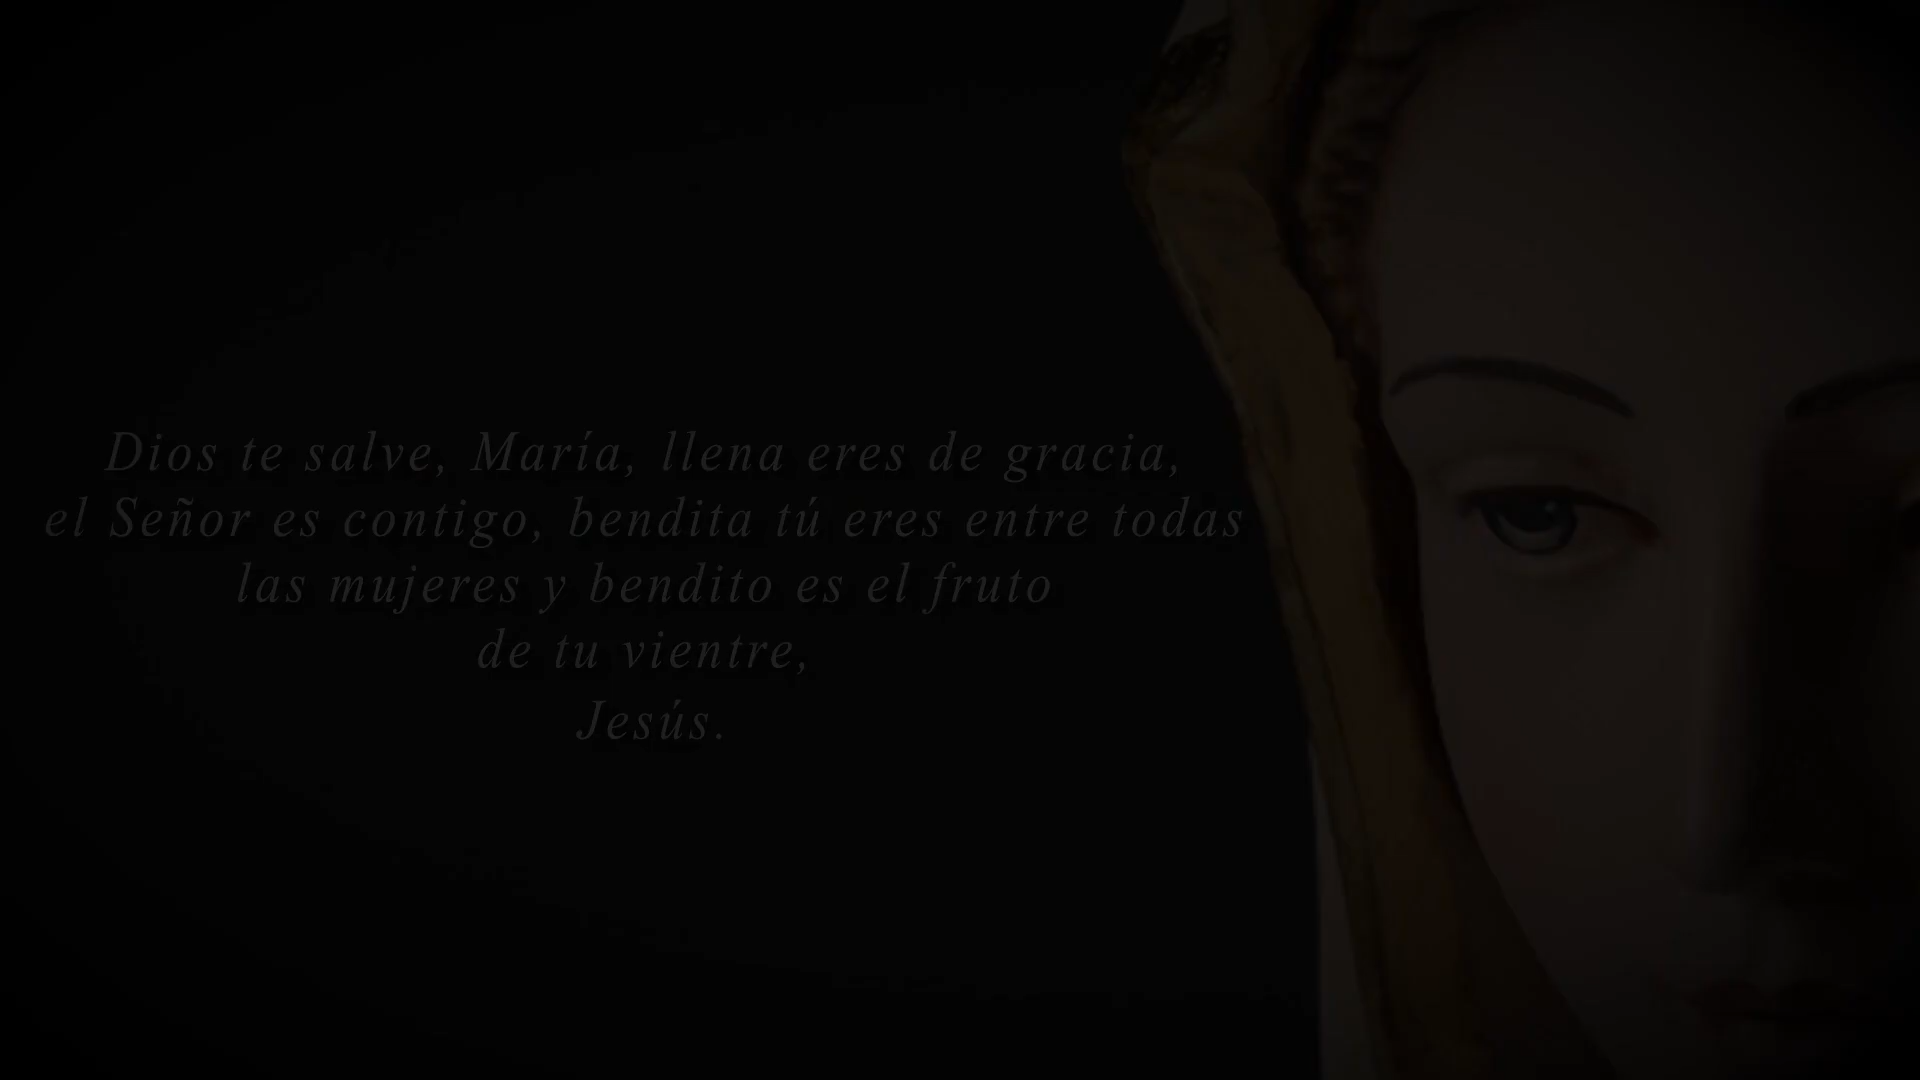 Dios te salve, María, llena eres de gracia,
el Señor es contigo, bendita tú eres entre todas
las mujeres y bendito es el fruto
de tu vientre,
Jesús.